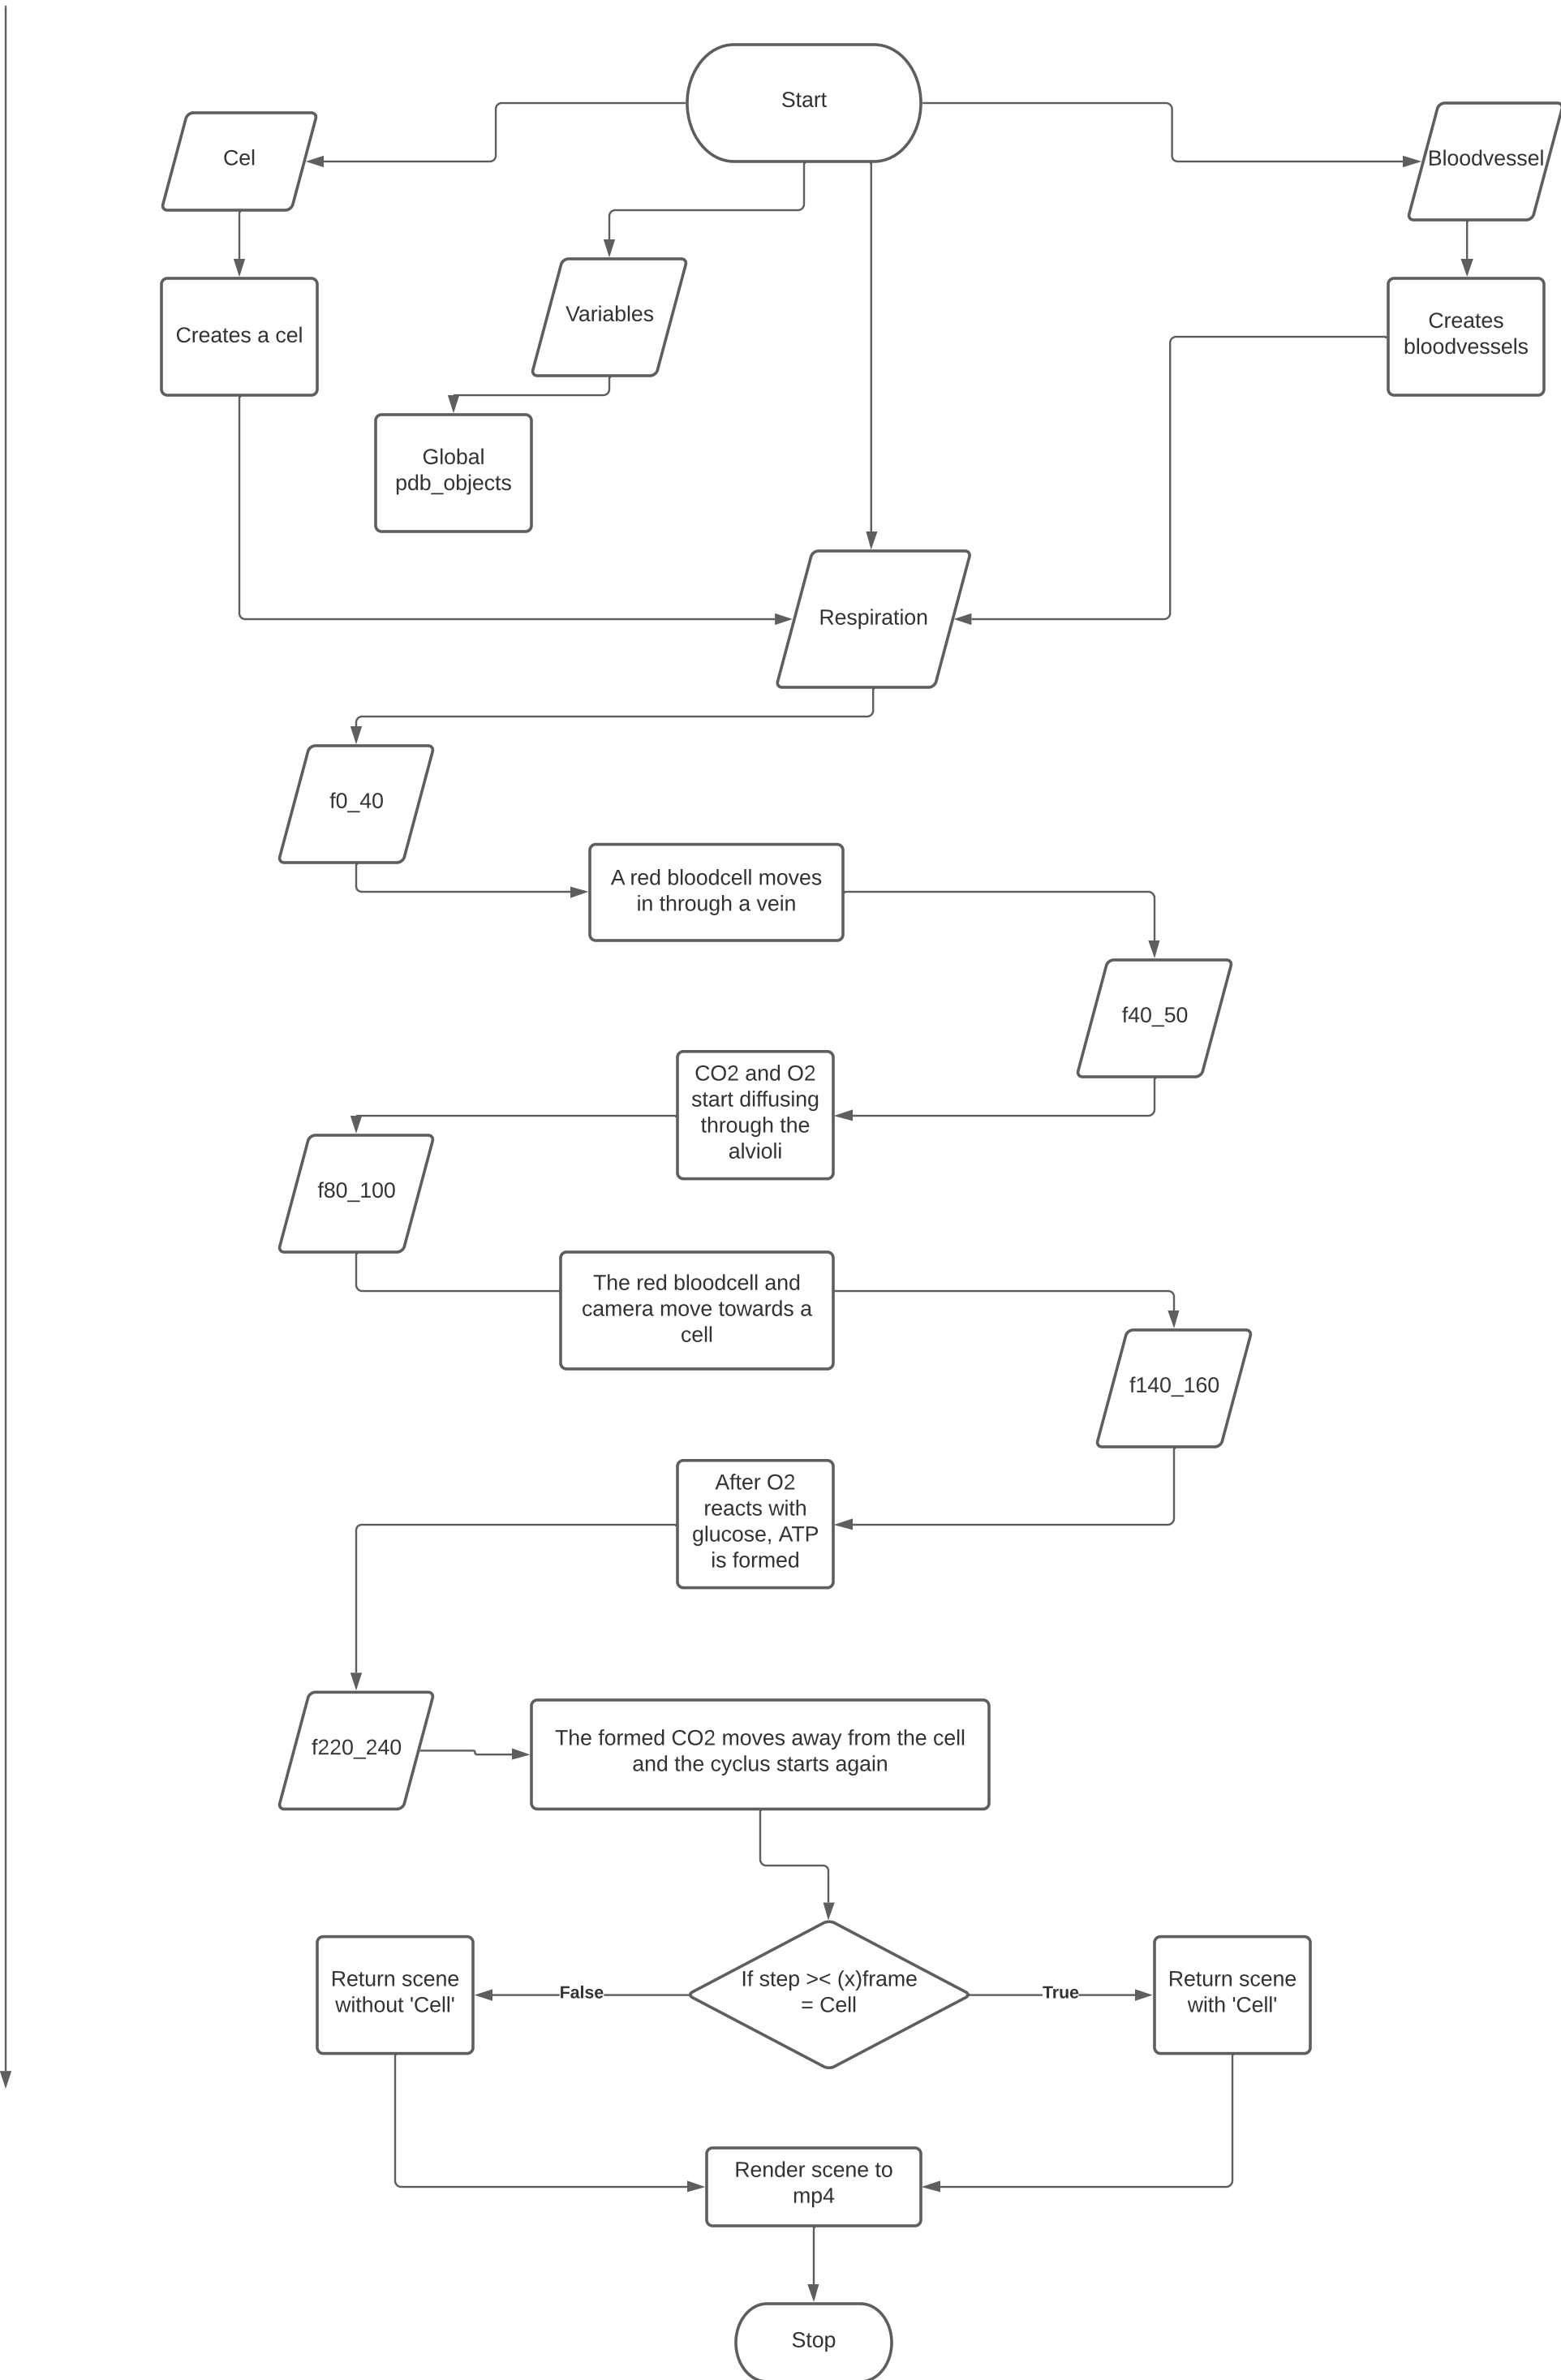 Start
Cel
Bloodvessel
Variables
Creates a cel
Creates
bloodvessels
Global
pdb_objects
Respiration
f0_40
A red bloodcell moves
in through a vein
f40_50
CO2 and O2
start diffusing
through the
alvioli
f80_100
The red bloodcell and
camera move towards a
cell
f140_160
After O2
reacts with
glucose, ATP
is formed
f220_240
The formed CO2 moves away from the cell
and the cyclus starts again
If step >< (x)frame
= Cell
False
True
Return scene
without 'Cell'
Return scene
with 'Cell'
Render scene to
mp4
Stop